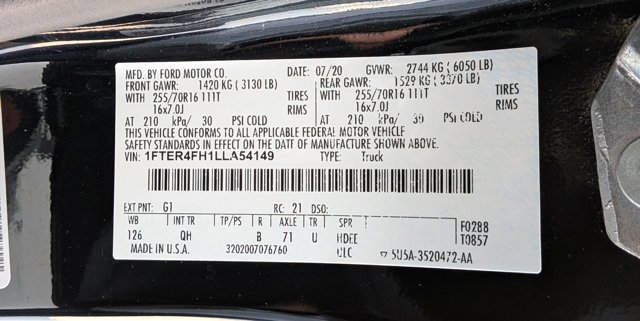 MFD. BY FORD MOTOR CO. DATE: 07/20 GVWR: 2744 KG ( 6050 LB)
FRONT GAWR: 1420 KG ( 3130 LB) REAR GAWR: 1529 KG ( 3370 LB)
WITH 255/70R16 111T TIRES WITH 255/70R16 111T TIRES
16x7.0J RIMS 16x7.0J RIMS
AT 210 kPa/ 30 PSI COLD AT 210 kPa/ 30 PSI COLD
THIS VEHICLE CONFORMS TO ALL APPLICABLE FEDERAL MOTOR VEHICLE
SAFETY STANDARDS IN EFFECT ON THE DATE OF MANUFACTURE SHOWN ABOVE.
VIN: 1FTER4FH1LLA54149 TYPE: Truck
EXT PNT: G1 RC: 21 DSO:
WB INT TR TP/PS R AXLE TR SPR F0288
126 QH B 71 U HDEE T0857
MADE IN U.S.A. 3202007076760 ULC 5U5A-3520472-AA